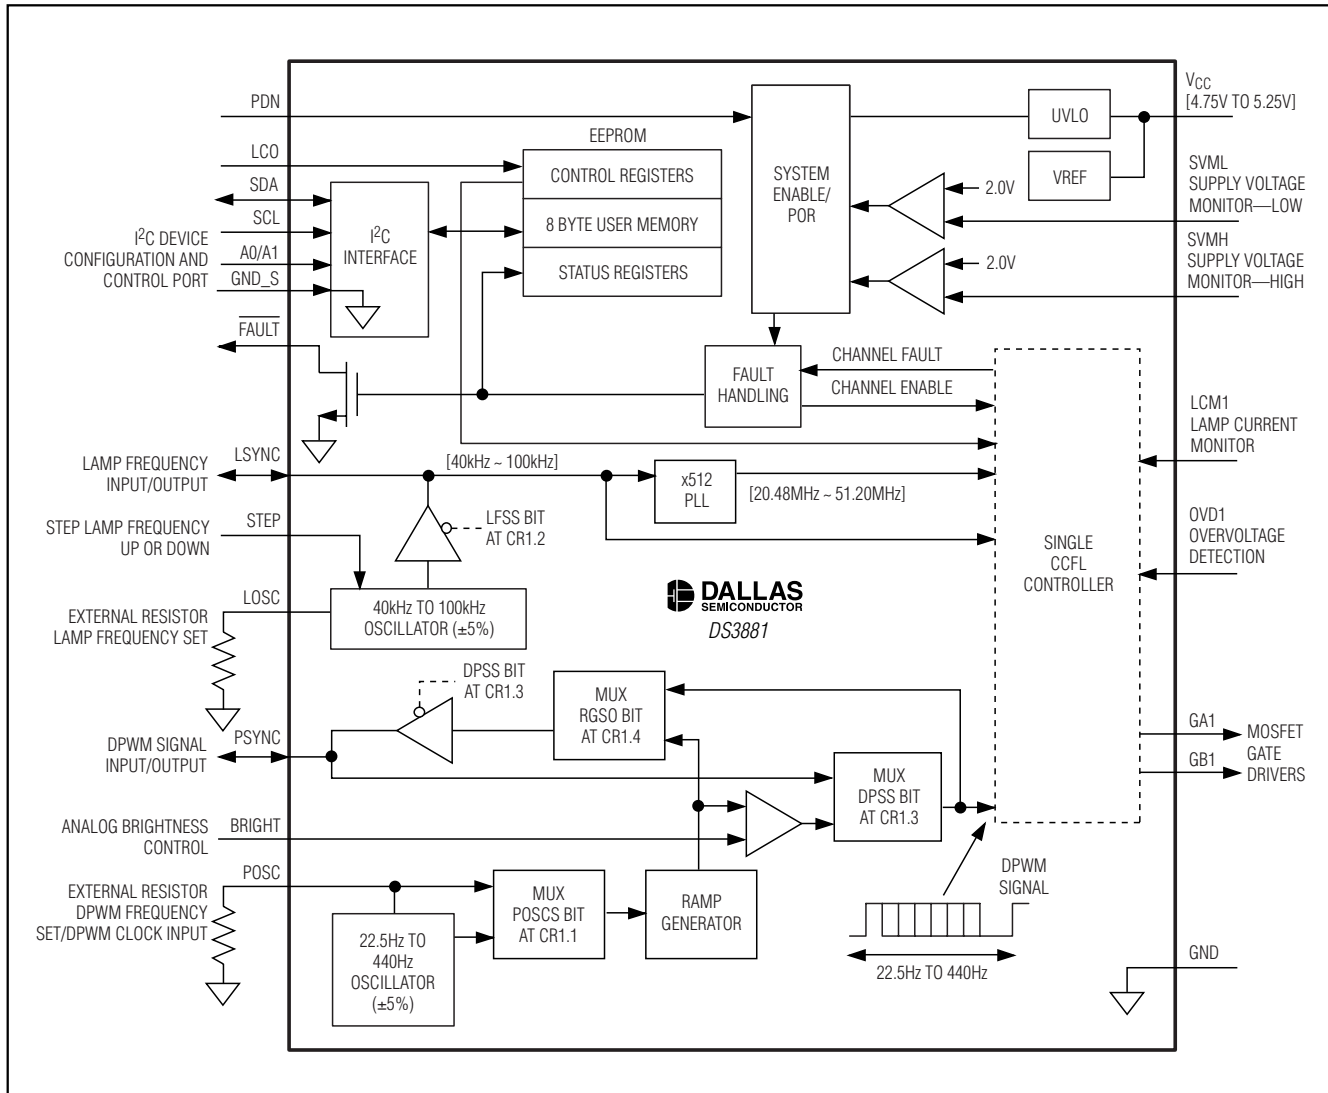 PDN
LCO
SDA
SCL
I²C DEVICE
CONFIGURATION AND
CONTROL PORT
A0/A1
GND_S
FAULT
I²C
INTERFACE
EEPROM
CONTROL REGISTERS
8 BYTE USER MEMORY
STATUS REGISTERS
SYSTEM
ENABLE/
POR
UVLO
VREF
2.0V
2.0V
VCC
[4.75V TO 5.25V]
SVML
SUPPLY VOLTAGE
MONITOR—LOW
SVMH
SUPPLY VOLTAGE
MONITOR—HIGH
FAULT
HANDLING
CHANNEL FAULT
CHANNEL ENABLE
LCM1
LAMP CURRENT
MONITOR
LAMP FREQUENCY
INPUT/OUTPUT
LSYNC
[40kHz ~ 100kHz]
x512
PLL
[20.48MHz ~ 51.20MHz]
STEP LAMP FREQUENCY
UP OR DOWN
STEP
LFSS BIT
AT CR1.2
OVD1
OVERVOLTAGE
DETECTION
SINGLE
CCFL
CONTROLLER
EXTERNAL RESISTOR
LAMP FREQUENCY SET
LOSC
40kHz TO 100kHz
OSCILLATOR (±5%)
DALLAS
SEMICONDUCTOR
DS3881
DPSS BIT
AT CR1.3
MUX
RGSO BIT
AT CR1.4
DPWM SIGNAL
INPUT/OUTPUT
PSYNC
MUX
DPSS BIT
AT CR1.3
GA1
GB1
MOSFET
GATE
DRIVERS
ANALOG BRIGHTNESS
CONTROL
BRIGHT
POSC
EXTERNAL RESISTOR
DPWM FREQUENCY
SET/DPWM CLOCK INPUT
22.5Hz TO
440Hz
OSCILLATOR
(±5%)
MUX
POSCS BIT
AT CR1.1
RAMP
GENERATOR
DPWM
SIGNAL
22.5Hz TO 440Hz
GND